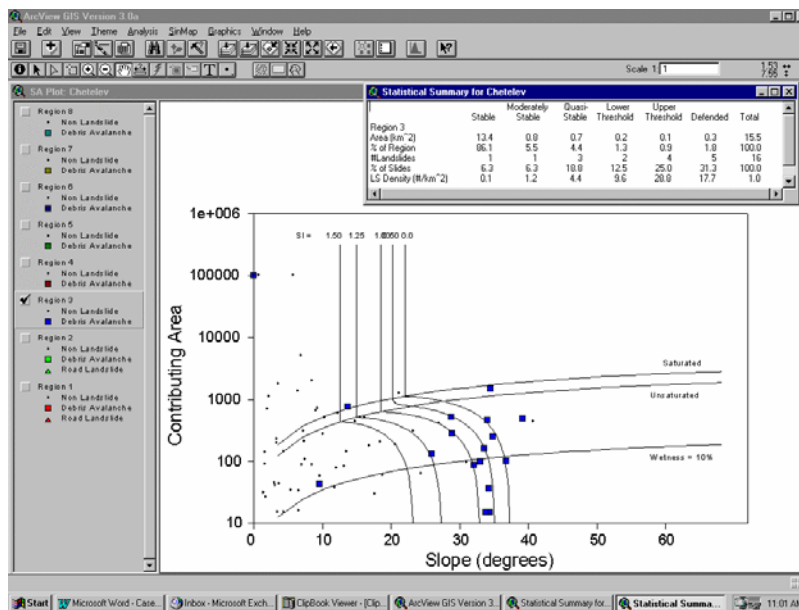 ArcView GIS Version 3.0a
File Edit View Theme Analysis SinMap Graphics Window Help
Scale 1: 1
1.53
7.55
SA Plot: Chetelev
Region 8
Non Landslide
Debris Avalanche
Region 7
Non Landslide
Debris Avalanche
Region 6
Non Landslide
Debris Avalanche
Region 5
Non Landslide
Debris Avalanche
Region 4
Non Landslide
Debris Avalanche
Region 3
Non Landslide
Debris Avalanche
Region 2
Non Landslide
Debris Avalanche
Road Landslide
Region 1
Non Landslide
Debris Avalanche
Road Landslide
Statistical Summary for Chetelev
Moderately Quasi- Lower Upper
Stable Stable Stable Threshold Threshold Defended Total
Region 3
Area (km^2) 13.4 0.8 0.7 0.2 0.1 0.3 15.5
% of Region 86.1 5.5 4.4 1.3 0.9 1.8 100.0
#Landslides 1 1 3 2 4 5 16
% of Slides 6.3 6.3 18.8 12.5 25.0 31.3 100.0
LS Density (#/km^2) 0.1 1.2 4.4 9.6 28.8 17.7 1.0
1e+006
SI = 1.50 1.25 0.0
100000
10000
Saturated
1000
Unsaturated
100
Wetness = 10%
10
Contributing Area
0 10 20 30 40 50 60
Slope (degrees)
Start Microsoft Word - Case... Inbox - Microsoft Exch... ClipBook Viewer - [Clip... ArcView GIS Version 3... Statistical Summary for... Statistical Summa... 11:01 AM